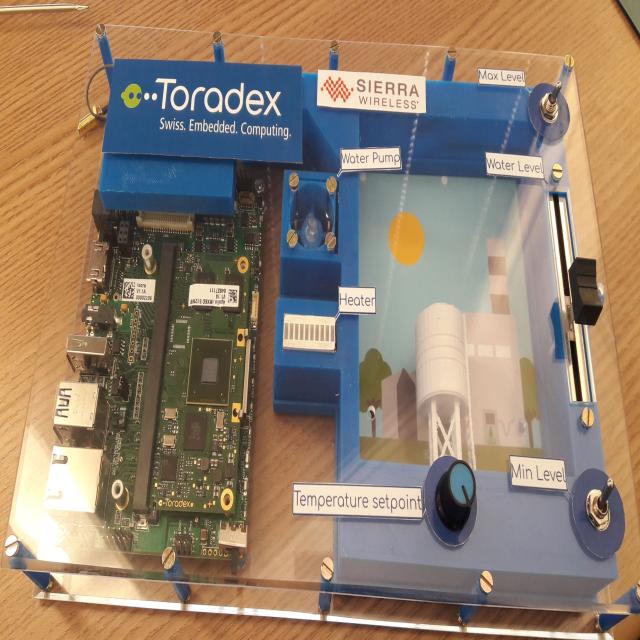 Toradex
Swiss. Embedded. Computing.
SIERRA
WIRELESS
Max Level
Water Pump
Water Level
Heater
Temperature setpoint
Min Level
Toradex